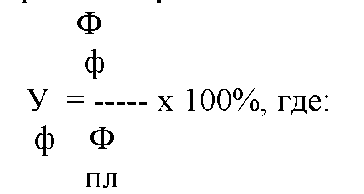 Ф
ф
У = ----- х 100%, где:
ф Ф
пл